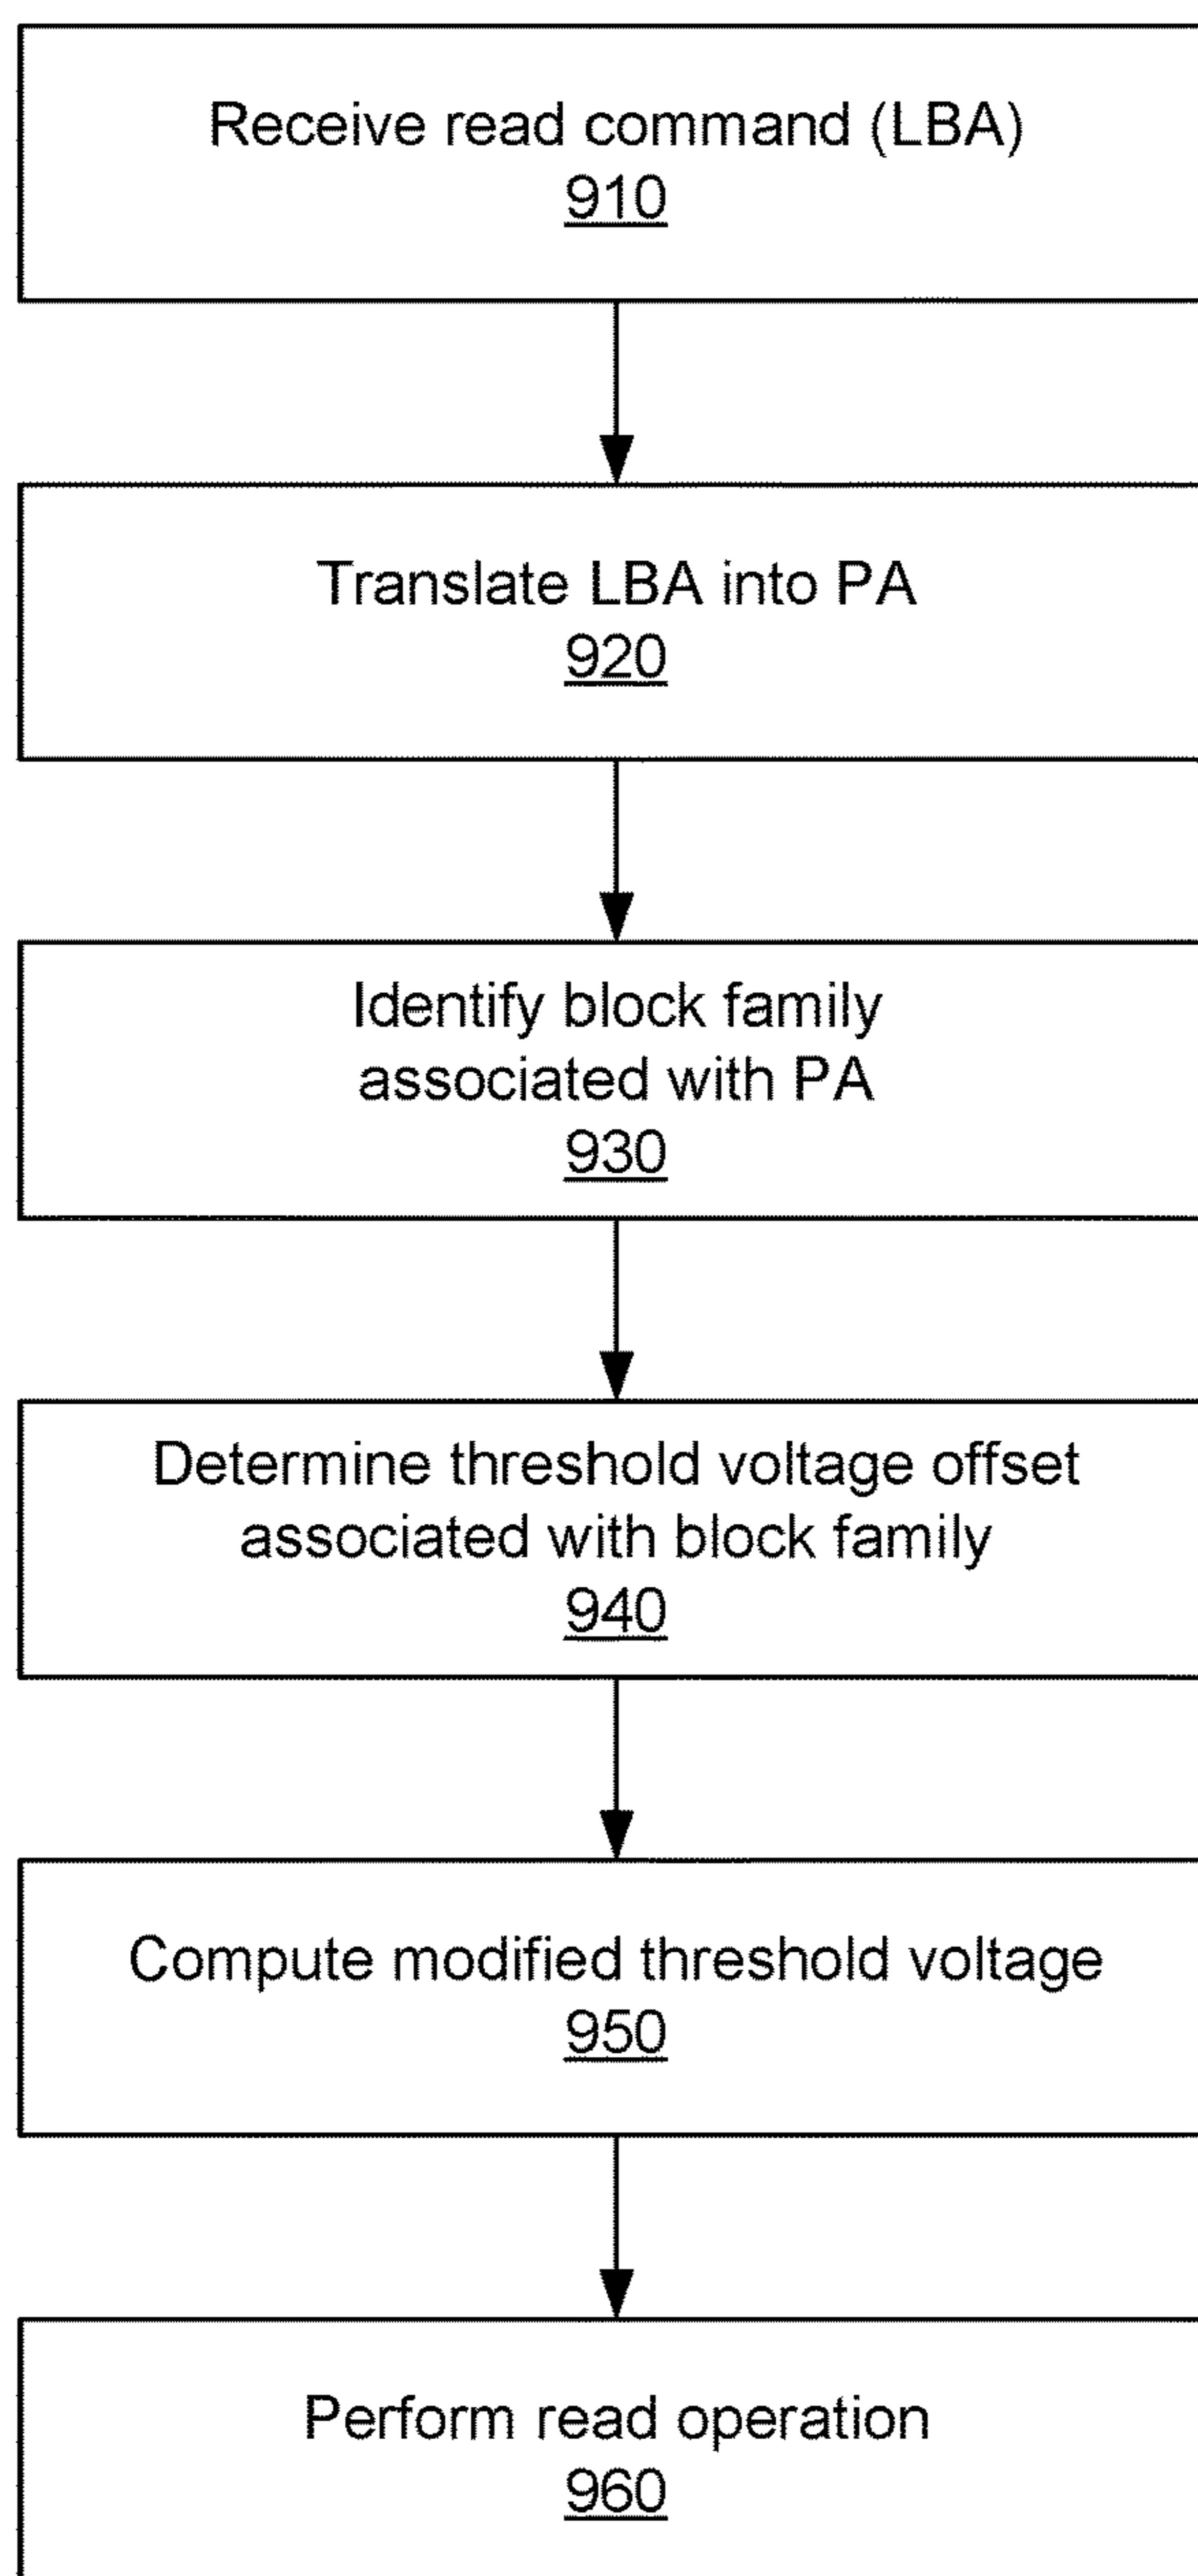 Receive read command (LBA)
910
Translate LBA into PA
920
Identify block family
associated with PA
930
Determine threshold voltage offset
associated with block family
940
Compute modified threshold voltage
950
Perform read operation
960